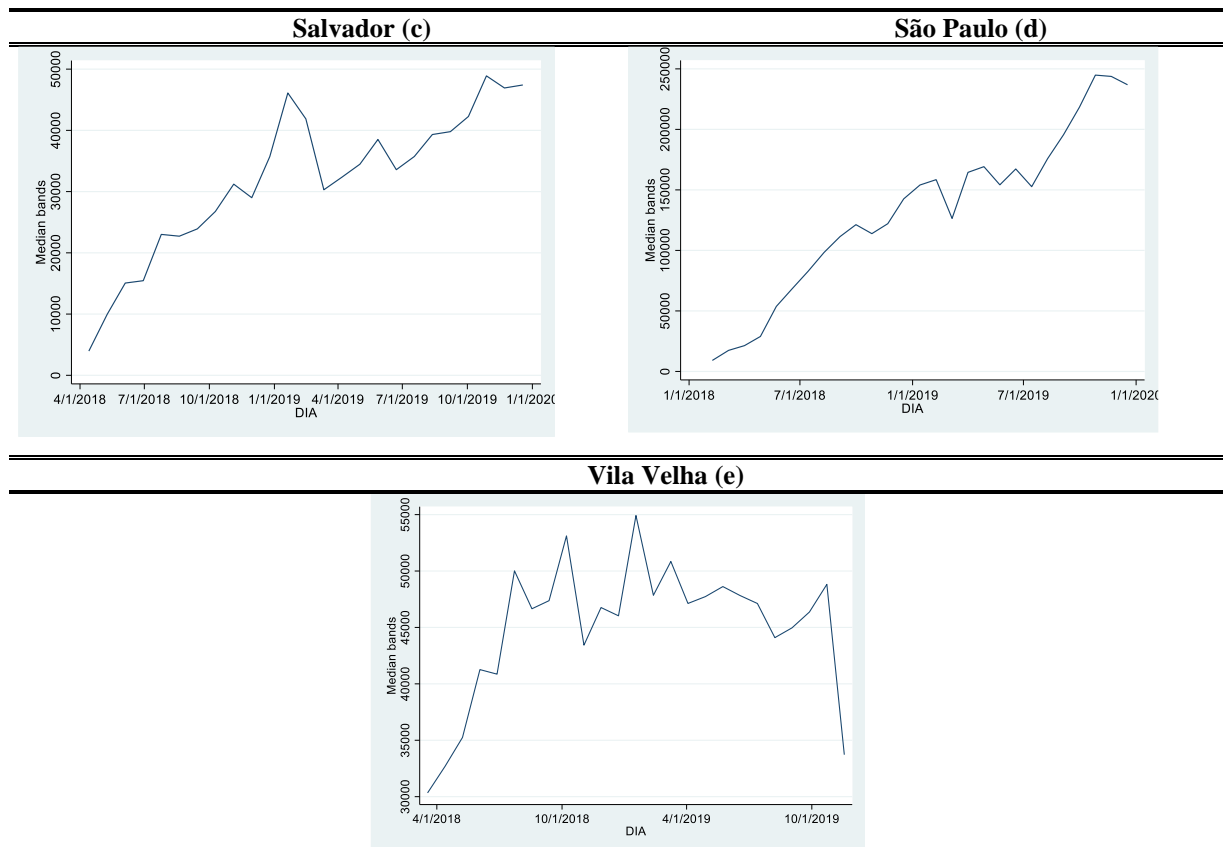 Salvador (c)
São Paulo (d)
50000
40000
30000
20000
10000
0
Median bands
4/1/2018 7/1/2018 10/1/2018 1/1/2019 4/1/2019 7/1/2019 10/1/2019 1/1/2020
DIA
250000
200000
150000
100000
50000
0
Median bands
1/1/2018 7/1/2018 1/1/2019 7/1/2019 1/1/2020
DIA
Vila Velha (e)
55000
50000
45000
40000
35000
30000
Median bands
4/1/2018 10/1/2018 4/1/2019 10/1/2019
DIA